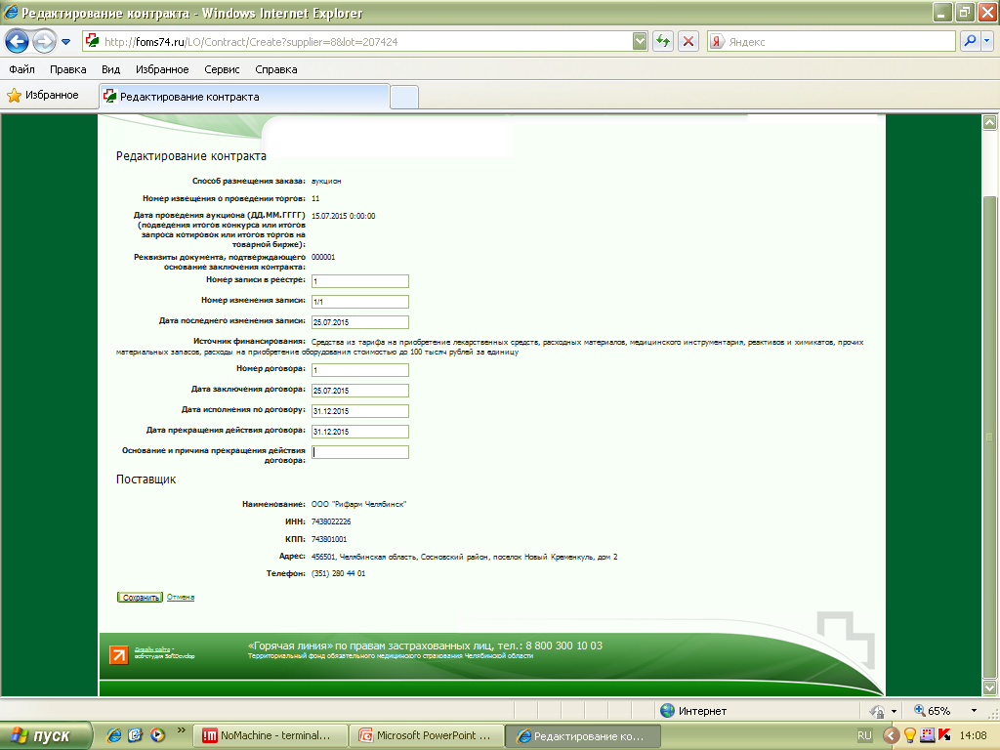 Редактирование контракта - Windows Internet Explorer
http://foms74.ru/LO/Contract/Create?supplier=8&lot=207424
Яндекс
Файл Правка Вид Избранное Сервис Справка
Избранное
Редактирование контракта
Редактирование контракта
Способ размещения заказа: аукцион
Номер извещения о проведении торгов: 11
Дата проведения аукциона (ДД.ММ.ГГГГ) 15.07.2015 0:00:00
(подведения итогов конкурса или итогов
запроса котировок или итогов торгов на
товарной бирже):
Реквизиты документа, подтверждающего 000001
основание заключения контракта:
Номер записи в реестре: 1
Номер изменения записи: 1/1
Дата последнего изменения записи: 25.07.2015
Источник финансирования: Средства из тарифа на приобретение лекарственных средств, расходных материалов, медицинского инструментария, реактивов и химикатов, прочих
материальных запасов, расходы на приобретение оборудования стоимостью до 100 тысяч рублей за единицу
Номер договора: 1
Дата заключения договора: 25.07.2015
Дата исполнения по договору: 31.12.2015
Дата прекращения действия договора: 31.12.2015
Основание и причина прекращения действия
договора:
Поставщик
Наименование: ООО "Рифарм Челябинск"
ИНН: 7438022226
КПП: 743801001
Адрес: 456501, Челябинская область, Сосновский район, поселок Новый Кременкуль, дом 2
Телефон: (351) 280 44 01
Сохранить Отмена
Дизайн сайта -
веб-студия SoftDevelop
«Горячая линия» по правам застрахованных лиц, тел.: 8 800 300 10 03
Территориальный фонд обязательного медицинского страхования Челябинской области
Интернет
65%
пуск
NoMachine - terminal...
Microsoft PowerPoint ...
Редактирование ко...
RU
14:08